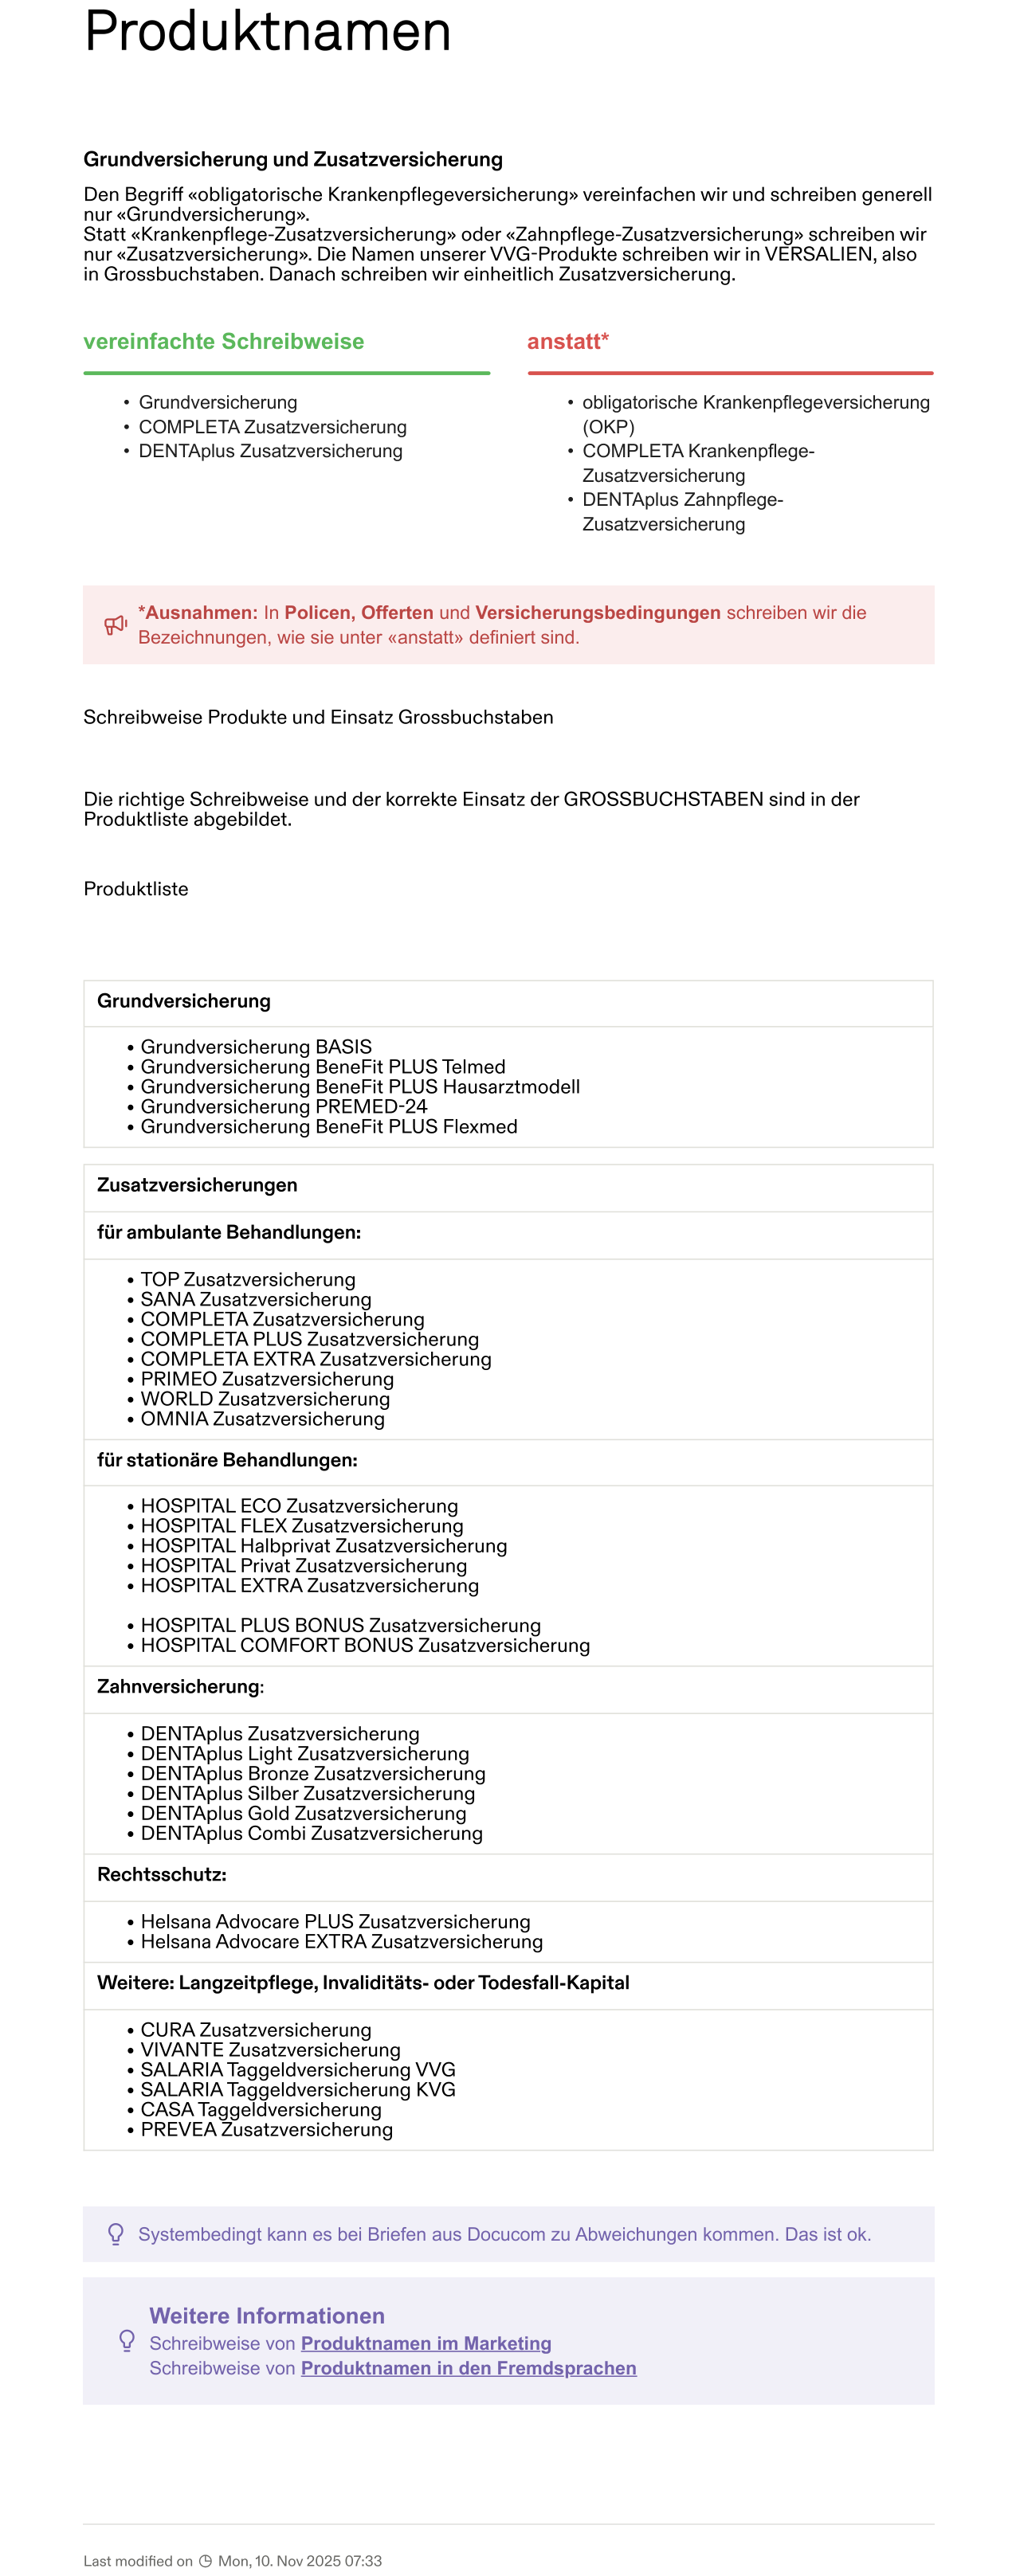 Produktnamen
Grundversicherung und Zusatzversicherung
Den Begriff «obligatorische Krankenpflegeversicherung» vereinfachen wir und schreiben generell
nur «Grundversicherung».
Statt «Krankenpflege-Zusatzversicherung» oder «Zahnpflege-Zusatzversicherung» schreiben wir
nur «Zusatzversicherung». Die Namen unserer VVG-Produkte schreiben wir in VERSALIEN, also
in Grossbuchstaben. Danach schreiben wir einheitlich Zusatzversicherung.
vereinfachte Schreibweise
• Grundversicherung
• COMPLETA Zusatzversicherung
• DENTAplus Zusatzversicherung
anstatt*
• obligatorische Krankenpflegeversicherung
(OKP)
• COMPLETA Krankenpflege-
Zusatzversicherung
• DENTAplus Zahnpflege-
Zusatzversicherung
*Ausnahmen: In Policen, Offerten und Versicherungsbedingungen schreiben wir die
Bezeichnungen, wie sie unter «anstatt» definiert sind.
Schreibweise Produkte und Einsatz Grossbuchstaben
Die richtige Schreibweise und der korrekte Einsatz der GROSSBUCHSTABEN sind in der
Produktliste abgebildet.
Produktliste
Grundversicherung
• Grundversicherung BASIS
• Grundversicherung BeneFit PLUS Telmed
• Grundversicherung BeneFit PLUS Hausarztmodell
• Grundversicherung PREMED-24
• Grundversicherung BeneFit PLUS Flexmed
Zusatzversicherungen
für ambulante Behandlungen:
• TOP Zusatzversicherung
• SANA Zusatzversicherung
• COMPLETA Zusatzversicherung
• COMPLETA PLUS Zusatzversicherung
• COMPLETA EXTRA Zusatzversicherung
• PRIMEO Zusatzversicherung
• WORLD Zusatzversicherung
• OMNIA Zusatzversicherung
für stationäre Behandlungen:
• HOSPITAL ECO Zusatzversicherung
• HOSPITAL FLEX Zusatzversicherung
• HOSPITAL Halbprivat Zusatzversicherung
• HOSPITAL Privat Zusatzversicherung
• HOSPITAL EXTRA Zusatzversicherung
• HOSPITAL PLUS BONUS Zusatzversicherung
• HOSPITAL COMFORT BONUS Zusatzversicherung
Zahnversicherung:
• DENTAplus Zusatzversicherung
• DENTAplus Light Zusatzversicherung
• DENTAplus Bronze Zusatzversicherung
• DENTAplus Silber Zusatzversicherung
• DENTAplus Gold Zusatzversicherung
• DENTAplus Combi Zusatzversicherung
Rechtsschutz:
• Helsana Advocare PLUS Zusatzversicherung
• Helsana Advocare EXTRA Zusatzversicherung
Weitere: Langzeitpflege, Invaliditäts- oder Todesfall-Kapital
• CURA Zusatzversicherung
• VIVANTE Zusatzversicherung
• SALARIA Taggeldversicherung VVG
• SALARIA Taggeldversicherung KVG
• CASA Taggeldversicherung
• PREVEA Zusatzversicherung
Systembedingt kann es bei Briefen aus Docucom zu Abweichungen kommen. Das ist ok.
Weitere Informationen
Schreibweise von Produktnamen im Marketing
Schreibweise von Produktnamen in den Fremdsprachen
Last modified on Mon, 10. Nov 2025 07:33